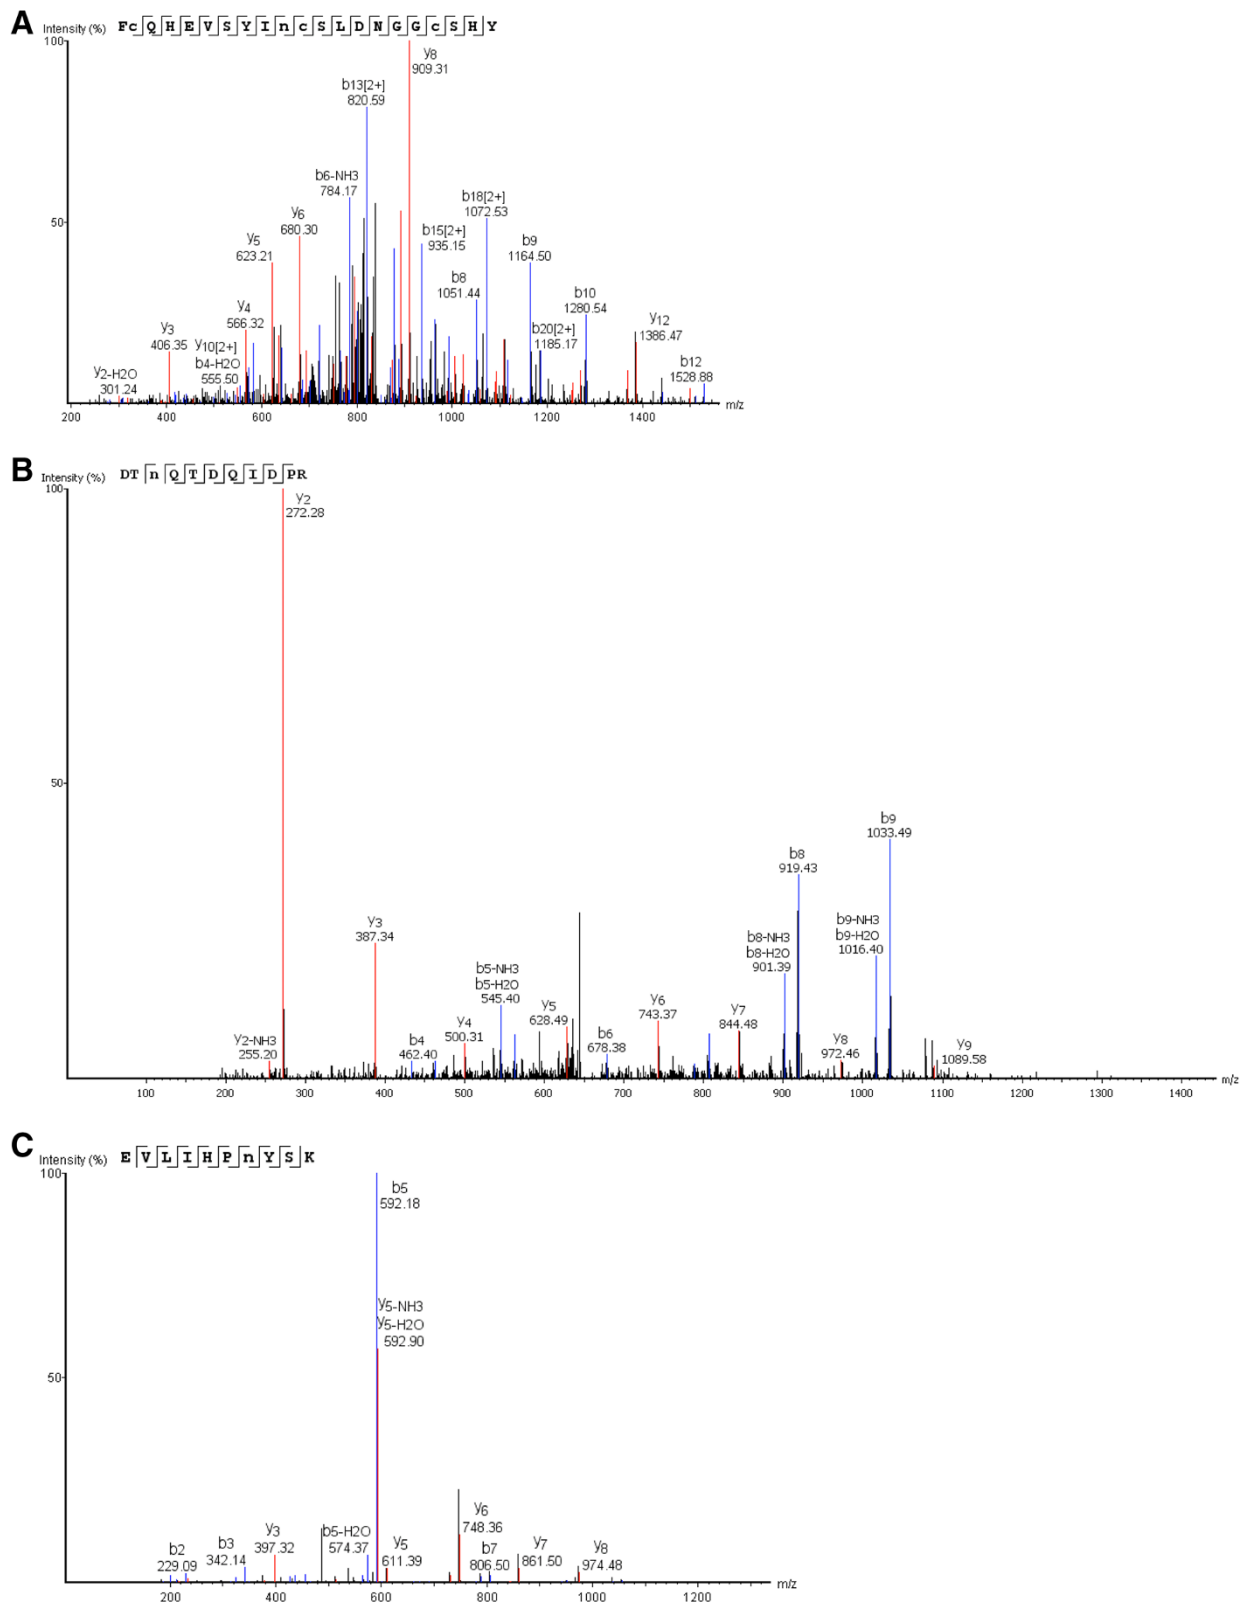 A
Intensity (%) FcQHEVSYIncSLDNGGcSHY
100
y8
909.31
b13[2+]
820.59
b6-NH3
784.17
b18[2+]
1072.53
50
y6
680.30
b15[2+]
935.15
b9
1164.50
y5
623.21
b8
1051.44
b10
1280.54
y4
566.32
y3
406.35
y10[2+]
b4-H2O
555.50
b20[2+]
1185.17
y12
1386.47
y2-H2O
301.24
b12
1528.88
200 400 600 800 1000 1200 1400 m/z
B
Intensity (%) DTnQTDQIDPR
100
y2
272.28
50
b9
1033.49
b8
919.43
y3
387.34
b9-NH3
b9-H2O
1016.40
b8-NH3
b8-H2O
901.39
b5-NH3
b5-H2O
545.40
y5
628.49
y6
743.37
y7
844.48
y4
500.31
b6
678.38
b4
462.40
y2-NH3
255.20
y8
972.46
y9
1089.58
100 200 300 400 500 600 700 800 900 1000 1100 1200 1300 1400 m/z
C
Intensity (%) EVLIHPnYSK
100
b5
592.18
y5-NH3
y5-H2O
592.90
50
y6
748.36
b5-H2O
574.37
y3
397.32
b3
342.14
b2
229.09
y5
611.39
b7
806.50
y7
861.50
y8
974.48
200 400 600 800 1000 1200 m/z